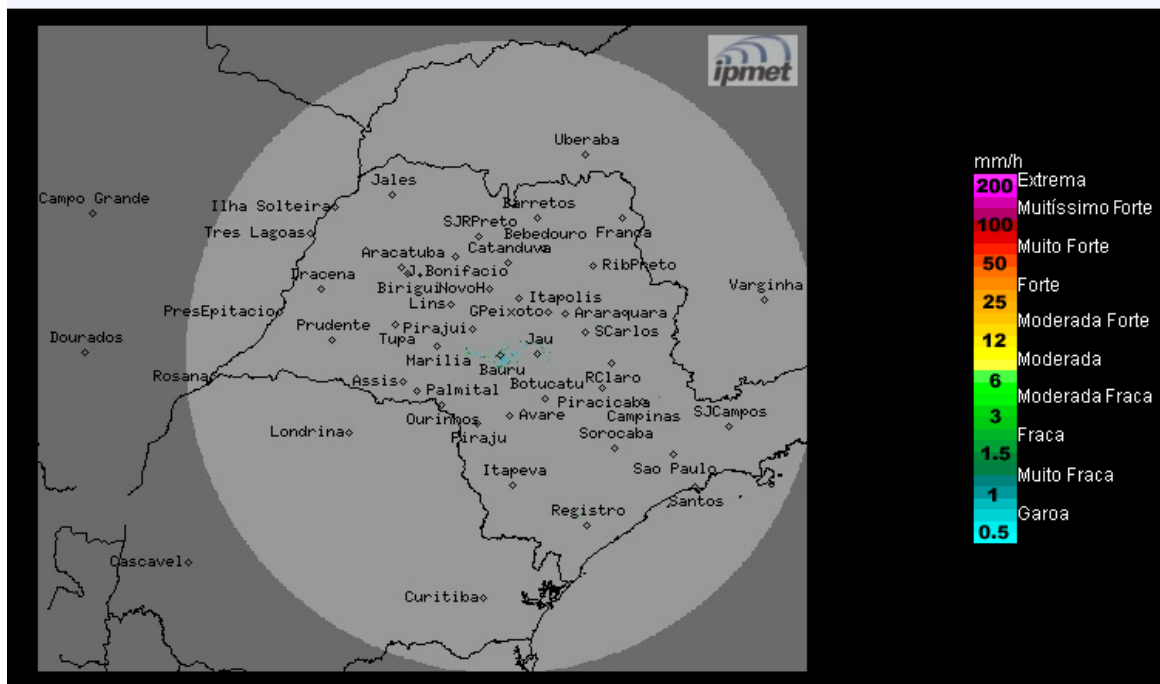 ipmet
Uberaba
Jales
Campo Grande
Ilha Solteira
Barretos
SJRPreto
Tres Lagoas
Bebedouro
Franca
Catanduva
Aracatuba
J.Bonifacio
RibPreto
Dracena
Varginha
Birigui
NovoH
Itapolis
Lins
PresEpitacio
GPeixoto
Araraquara
Prudente
Pirajui
SCarlos
Dourados
Tupa
Jau
Marilia
Bauru
Rosana
Assis
Botucatu
RClaro
Palmital
Piracicaba
Ourinhos
Avare
Campinas
SJCampos
Londrina
Piraju
Sorocaba
Itapeva
Sao Paulo
Santos
Registro
Cascavel
Curitiba
mm/h
200 Extrema
Muitíssimo Forte
100
Muito Forte
50
Forte
25
Moderada Forte
12
Moderada
6
Moderada Fraca
3
Fraca
1.5
Muito Fraca
1
Garoa
0.5